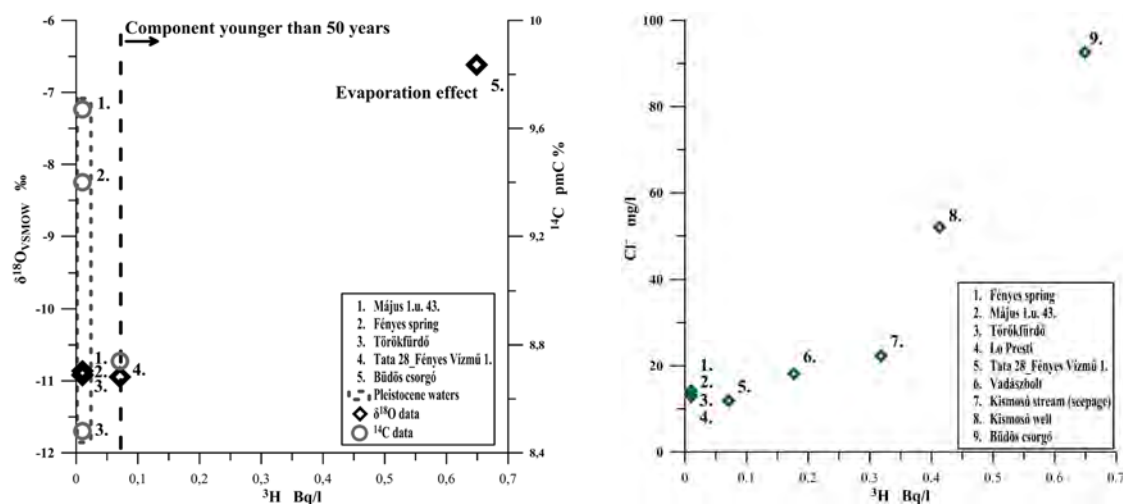 Component younger than 50 years
Evaporation effect
5.
1.
2.
1.
2.
3.
4.
3.
-6
-7
-8
-9
-10
-11
-12
δ¹⁸O VSMOW ‰
10
9,6
9,2
8,8
8,4
¹⁴C pmC %
0
0,1
0,2
0,3
0,4
0,5
0,6
0,7
³H Bq/l
1. Május 1.u. 43.
2. Fényes spring
3. Törökfürdő
4. Tata 28_Fényes Vízmű 1.
5. Büdös csorgó
Pleistocene waters
δ¹⁸O data
¹⁴C data
100
80
60
40
20
0
Cl⁻ mg/l
9.
8.
7.
6.
5.
1.
2.
3.
4.
0
0.1
0.2
0.3
0.4
0.5
0.6
0.7
³H Bq/l
1. Fényes spring
2. Május 1.u. 43.
3. Törökfürdő
4. Lo Presti
5. Tata 28_Fényes Vízmű 1.
6. Vadászbolt
7. Kismosó stream (seepage)
8. Kismosó well
9. Büdös csorgó